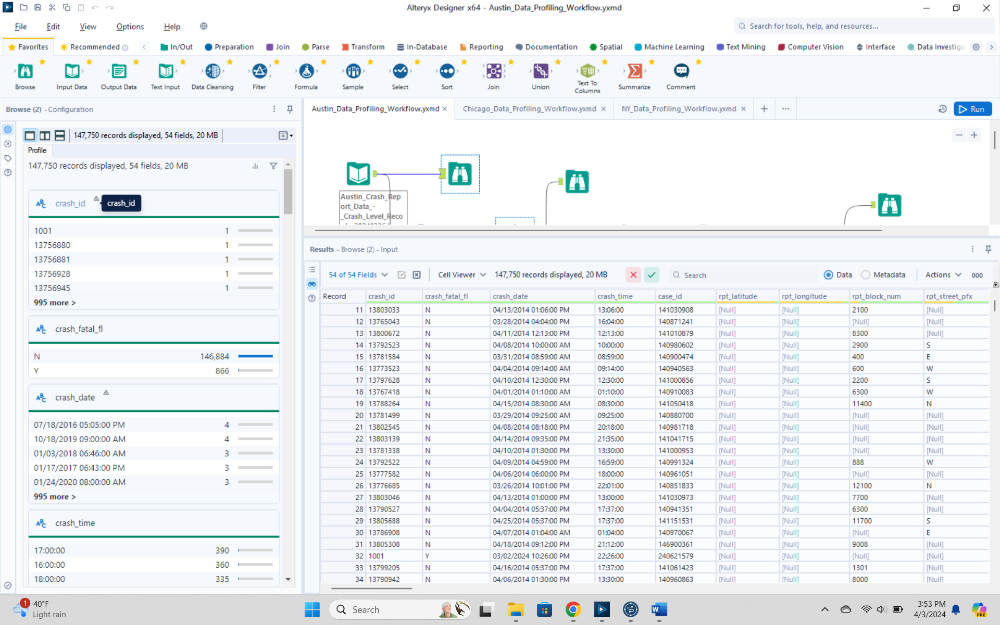 Alteryx Designer x64 - Austin_Data_Profiling_Workflow.yxmd
File Edit View Options Help
Search for tools, help, and resources...
Favorites Recommended In/Out Preparation Join Parse Transform In-Database Reporting Documentation Spatial Machine Learning Text Mining Computer Vision Interface Data Investiga
Browse Input Data Output Data Text Input Data Cleansing Filter Formula Sample Select Sort Join Union Text To Columns Summarize Comment
Browse (2) - Configuration
Austin_Data_Profiling_Workflow.yxmd Chicago_Data_Profiling_Workflow.yxmd NY_Data_Profiling_Workflow.yxmd
Run
147,750 records displayed, 54 fields, 20 MB
Profile
147,750 records displayed, 54 fields, 20 MB
ABC crash_id
crash_id
1001 1
13756880 1
13756881 1
13756928 1
13756945 1
995 more >
ABC crash_fatal_fl
N 146,884
Y 866
ABC crash_date
07/18/2016 05:05:00 PM 4
10/18/2019 09:00:00 AM 4
01/03/2018 06:46:00 AM 3
01/17/2017 06:43:00 PM 3
01/24/2020 08:00:00 AM 3
995 more >
ABC crash_time
17:00:00 390
16:00:00 360
18:00:00 335
Austin_Crash_Rep
ort_Data_-
_Crash_Level_Reco
Results - Browse (2) - Input
54 of 54 Fields Cell Viewer 147,750 records displayed, 20 MB Search Data Metadata Actions 000
Record crash_id crash_fatal_fl crash_date crash_time case_id rpt_latitude rpt_longitude rpt_block_num rpt_street_pfx
11 13803033 N 04/13/2014 01:06:00 PM 13:06:00 141030908 [Null] [Null] 2100 [Null]
12 13765043 N 03/28/2014 04:04:00 PM 16:04:00 140871241 [Null] [Null] [Null] [Null]
13 13800672 N 04/11/2014 12:13:00 PM 12:13:00 141010879 [Null] [Null] 8300 [Null]
14 13792523 N 04/08/2014 10:00:00 AM 10:00:00 140980602 [Null] [Null] 2900 S
15 13781584 N 03/31/2014 08:59:00 AM 08:59:00 140900474 [Null] [Null] 400 E
16 13773523 N 04/04/2014 09:14:00 AM 09:14:00 140940563 [Null] [Null] 600 W
17 13797628 N 04/10/2014 12:30:00 PM 12:30:00 141000856 [Null] [Null] 2200 S
18 13767418 N 04/01/2014 01:10:00 AM 01:10:00 140910083 [Null] [Null] 6300 W
19 13788264 N 04/15/2014 08:30:00 AM 08:30:00 141050418 [Null] [Null] 11400 N
20 13781499 N 03/29/2014 09:25:00 AM 09:25:00 140880700 [Null] [Null] [Null] [Null]
21 13802545 N 04/08/2014 08:18:00 PM 20:18:00 140981718 [Null] [Null] [Null] [Null]
22 13803139 N 04/14/2014 09:35:00 PM 21:35:00 141041715 [Null] [Null] [Null] [Null]
23 13781338 N 04/10/2014 01:30:00 PM 13:30:00 141000953 [Null] [Null] [Null] [Null]
24 13792522 N 04/09/2014 04:59:00 PM 16:59:00 140991324 [Null] [Null] 888 W
25 13777582 N 04/06/2014 06:00:00 PM 18:00:00 140961051 [Null] [Null] [Null] [Null]
26 13776685 N 03/26/2014 10:01:00 PM 22:01:00 140851833 [Null] [Null] 12100 N
27 13803046 N 04/13/2014 01:00:00 PM 13:00:00 141030973 [Null] [Null] 7700 [Null]
28 13790527 N 04/04/2014 05:37:00 PM 17:37:00 140941351 [Null] [Null] 6300 [Null]
29 13805688 N 04/25/2014 05:37:00 PM 17:37:00 141151531 [Null] [Null] 11700 S
30 13786908 N 04/07/2014 01:04:00 AM 01:04:00 140970067 [Null] [Null] [Null] E
31 13805308 N 04/18/2014 09:12:00 PM 21:12:00 146900361 [Null] [Null] 9008 [Null]
32 1001 Y 03/02/2024 10:26:00 PM 22:26:00 240621579 [Null] [Null] [Null] [Null]
33 13799205 N 04/16/2014 05:37:00 PM 17:37:00 141061423 [Null] [Null] 1301 [Null]
34 13790942 N 04/06/2014 01:30:00 PM 13:30:00 140960863 [Null] [Null] 8000 [Null]
1 40°F
Light rain
Search
3:53 PM
4/3/2024
PRE